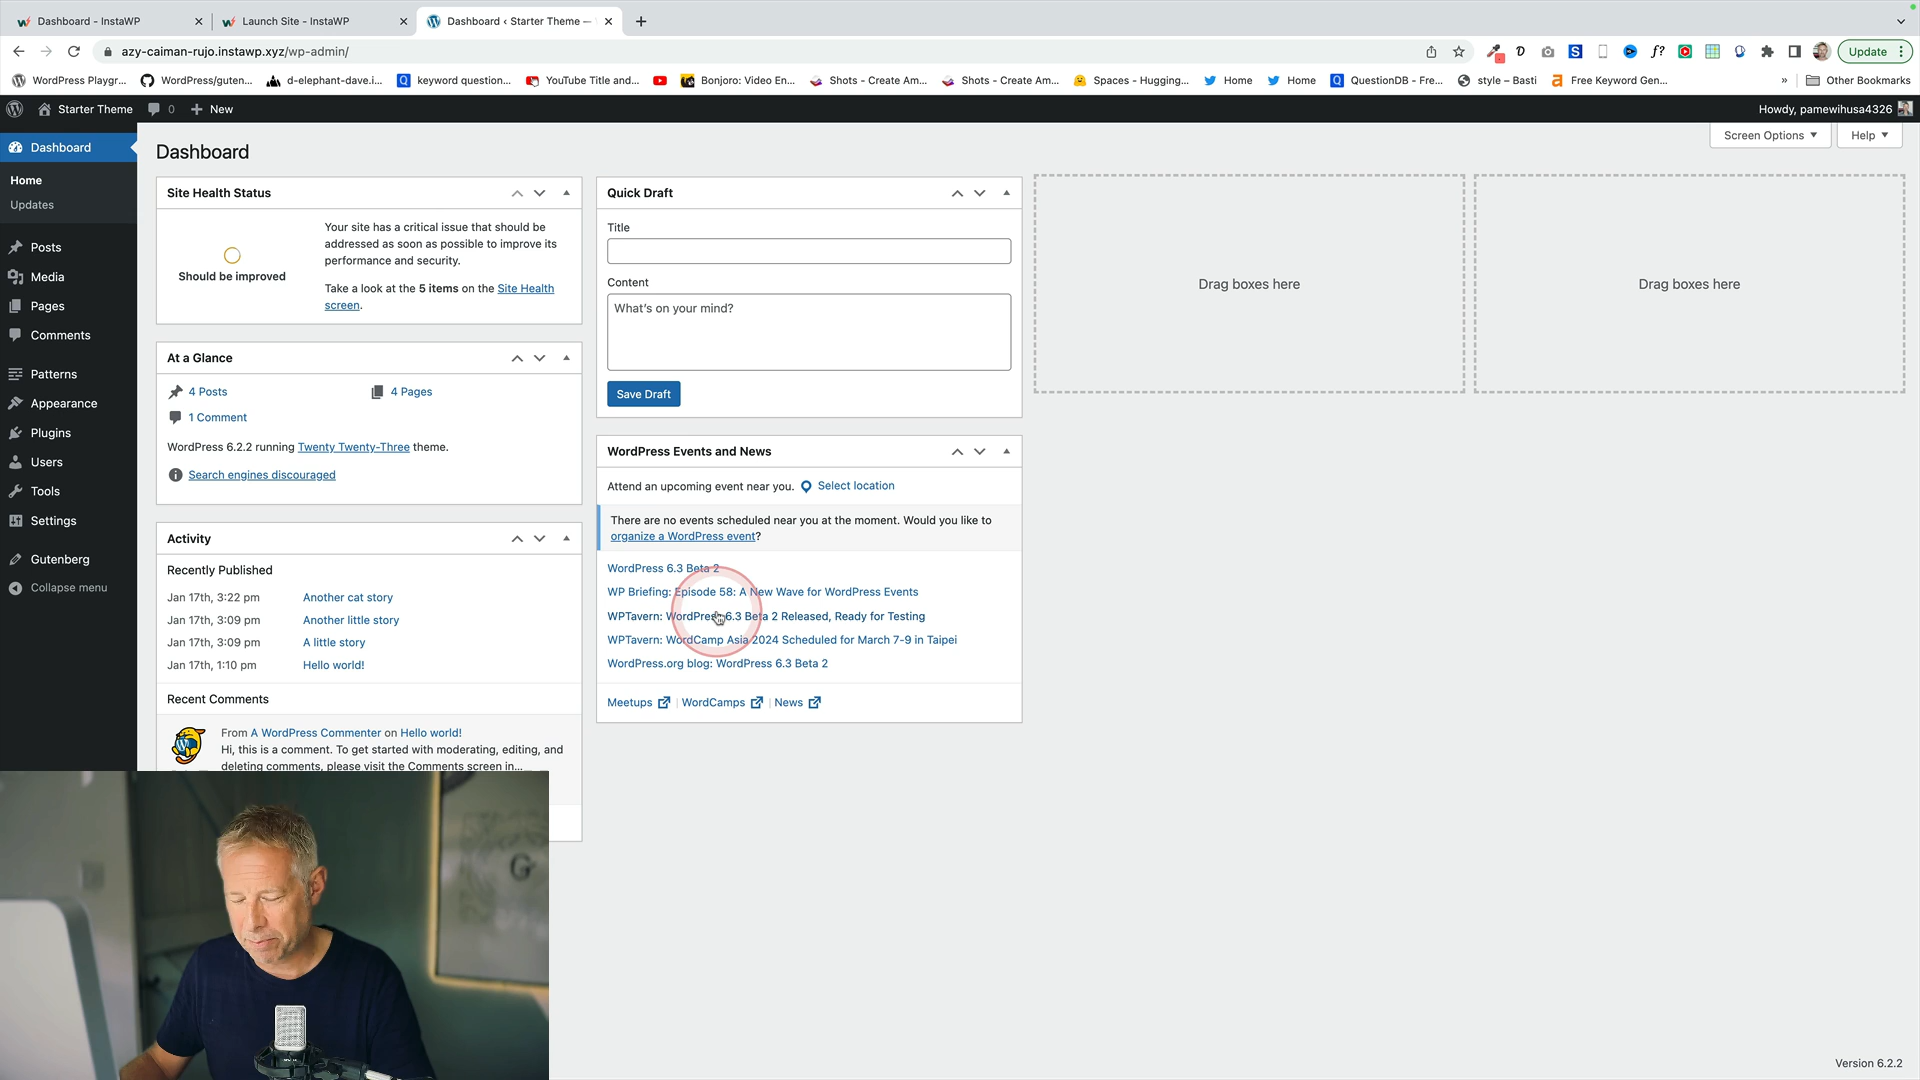 Dashboard - InstaWP
Launch Site - InstaWP
Dashboard ‹ Starter Theme —
azy-caiman-rujo.instawp.xyz/wp-admin/
Update
WordPress Playgr...
WordPress/guten...
d-elephant-dave.i...
keyword question...
YouTube Title and...
Bonjoro: Video En...
Shots - Create Am...
Shots - Create Am...
Spaces - Hugging...
Home
Home
QuestionDB - Fre...
style – Basti
Free Keyword Gen...
»
Other Bookmarks
Starter Theme
0
New
Howdy, pamewihusa4326
Screen Options
Help
Dashboard
Home
Updates
Posts
Media
Pages
Comments
Patterns
Appearance
Plugins
Users
Tools
Settings
Gutenberg
Collapse menu
Dashboard
Site Health Status
Should be improved
Your site has a critical issue that should be
addressed as soon as possible to improve its
performance and security.
Take a look at the 5 items on the Site Health
screen.
At a Glance
4 Posts
4 Pages
1 Comment
WordPress 6.2.2 running Twenty Twenty-Three theme.
Search engines discouraged
Activity
Recently Published
Jan 17th, 3:22 pm Another cat story
Jan 17th, 3:09 pm Another little story
Jan 17th, 3:09 pm A little story
Jan 17th, 1:10 pm Hello world!
Recent Comments
From A WordPress Commenter on Hello world!
Hi, this is a comment. To get started with moderating, editing, and
deleting comments, please visit the Comments screen in...
Quick Draft
Title
Content
What's on your mind?
Save Draft
WordPress Events and News
Attend an upcoming event near you. Select location
There are no events scheduled near you at the moment. Would you like to
organize a WordPress event?
WordPress 6.3 Beta 2
WP Briefing: Episode 58: A New Wave for WordPress Events
WPTavern: WordPress 6.3 Beta 2 Released, Ready for Testing
WPTavern: WordCamp Asia 2024 Scheduled for March 7-9 in Taipei
WordPress.org blog: WordPress 6.3 Beta 2
Meetups | WordCamps | News
Drag boxes here
Drag boxes here
Version 6.2.2